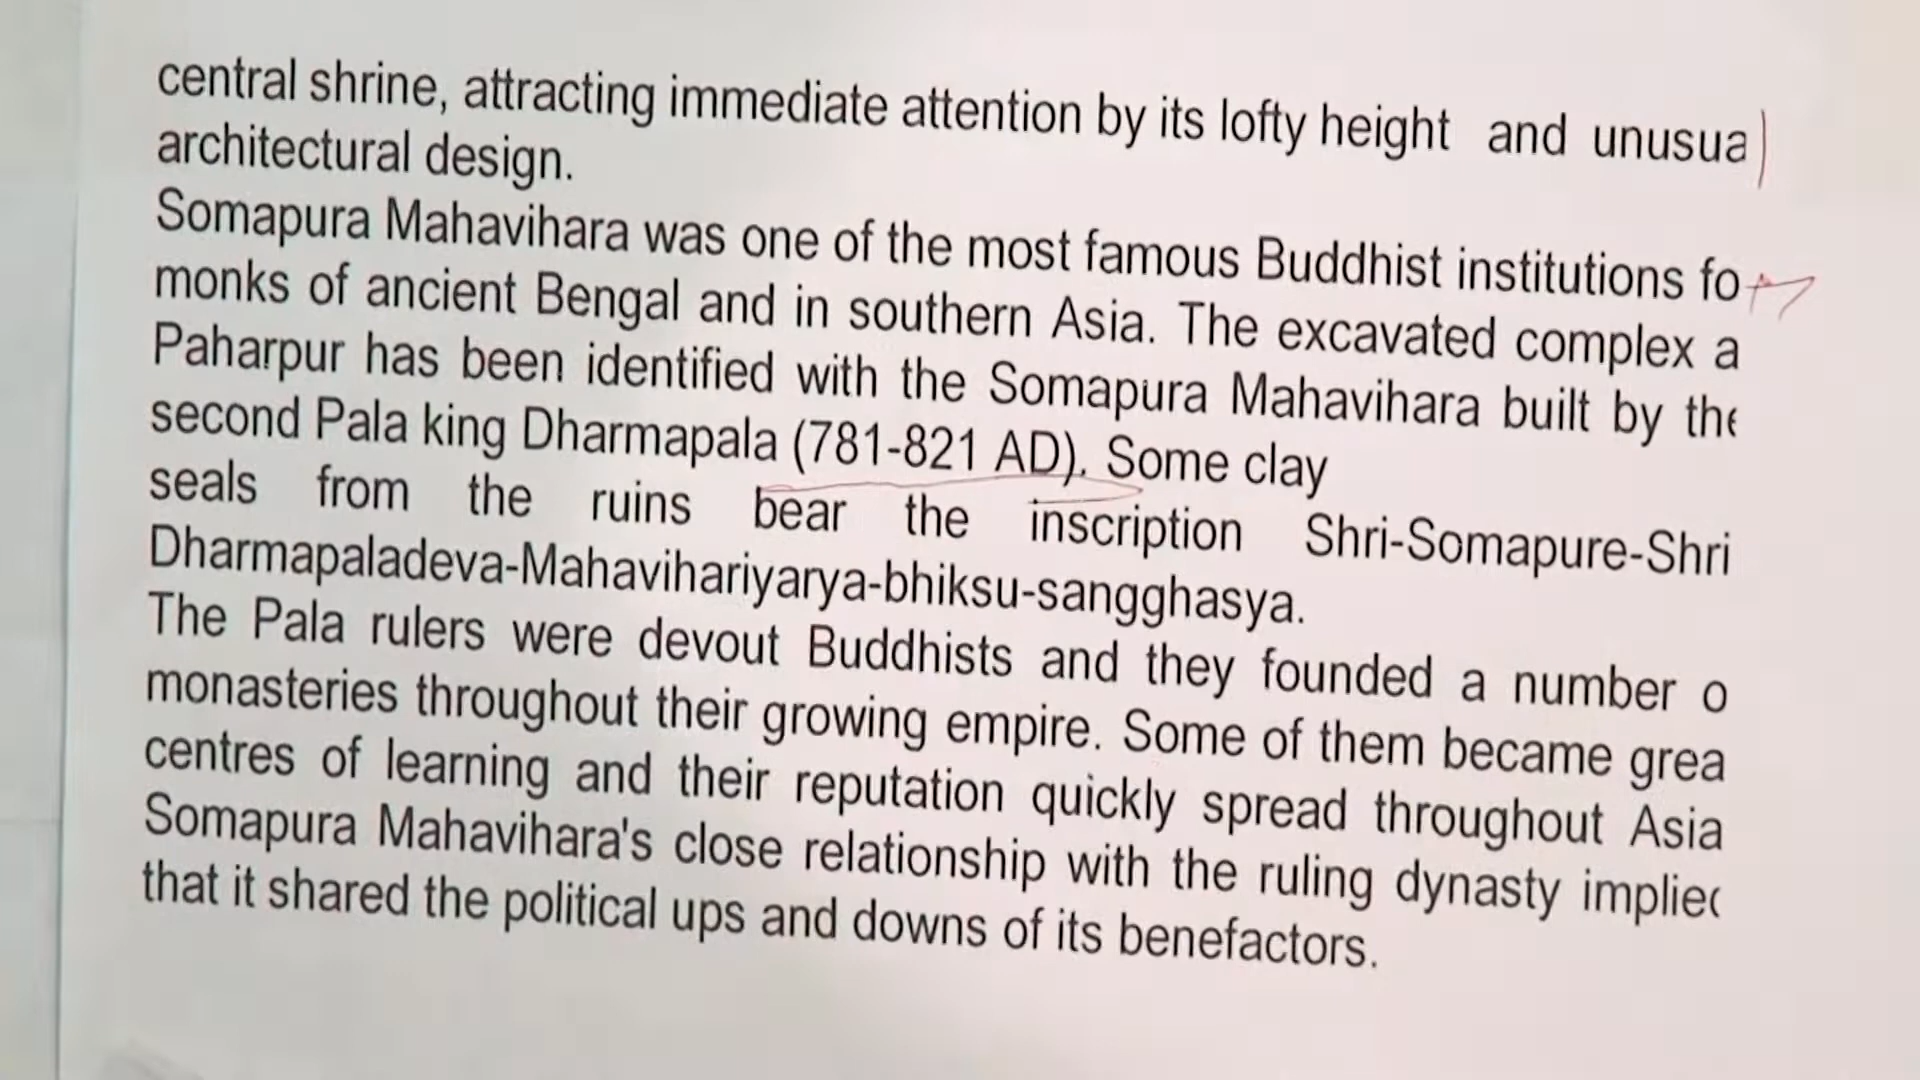 central shrine, attracting immediate attention by its lofty height and unusual
architectural design.
Somapura Mahavihara was one of the most famous Buddhist institutions for
monks of ancient Bengal and in southern Asia. The excavated complex a
Paharpur has been identified with the Somapura Mahavihara built by the
second Pala king Dharmapala (781-821 AD). Some clay
seals from the ruins bear the inscription Shri-Somapure-Shri
Dharmapaladeva-Mahavihariyarya-bhiksu-sangghasya.
The Pala rulers were devout Buddhists and they founded a number o
monasteries throughout their growing empire. Some of them became grea
centres of learning and their reputation quickly spread throughout Asia
Somapura Mahavihara's close relationship with the ruling dynasty implied
that it shared the political ups and downs of its benefactors.